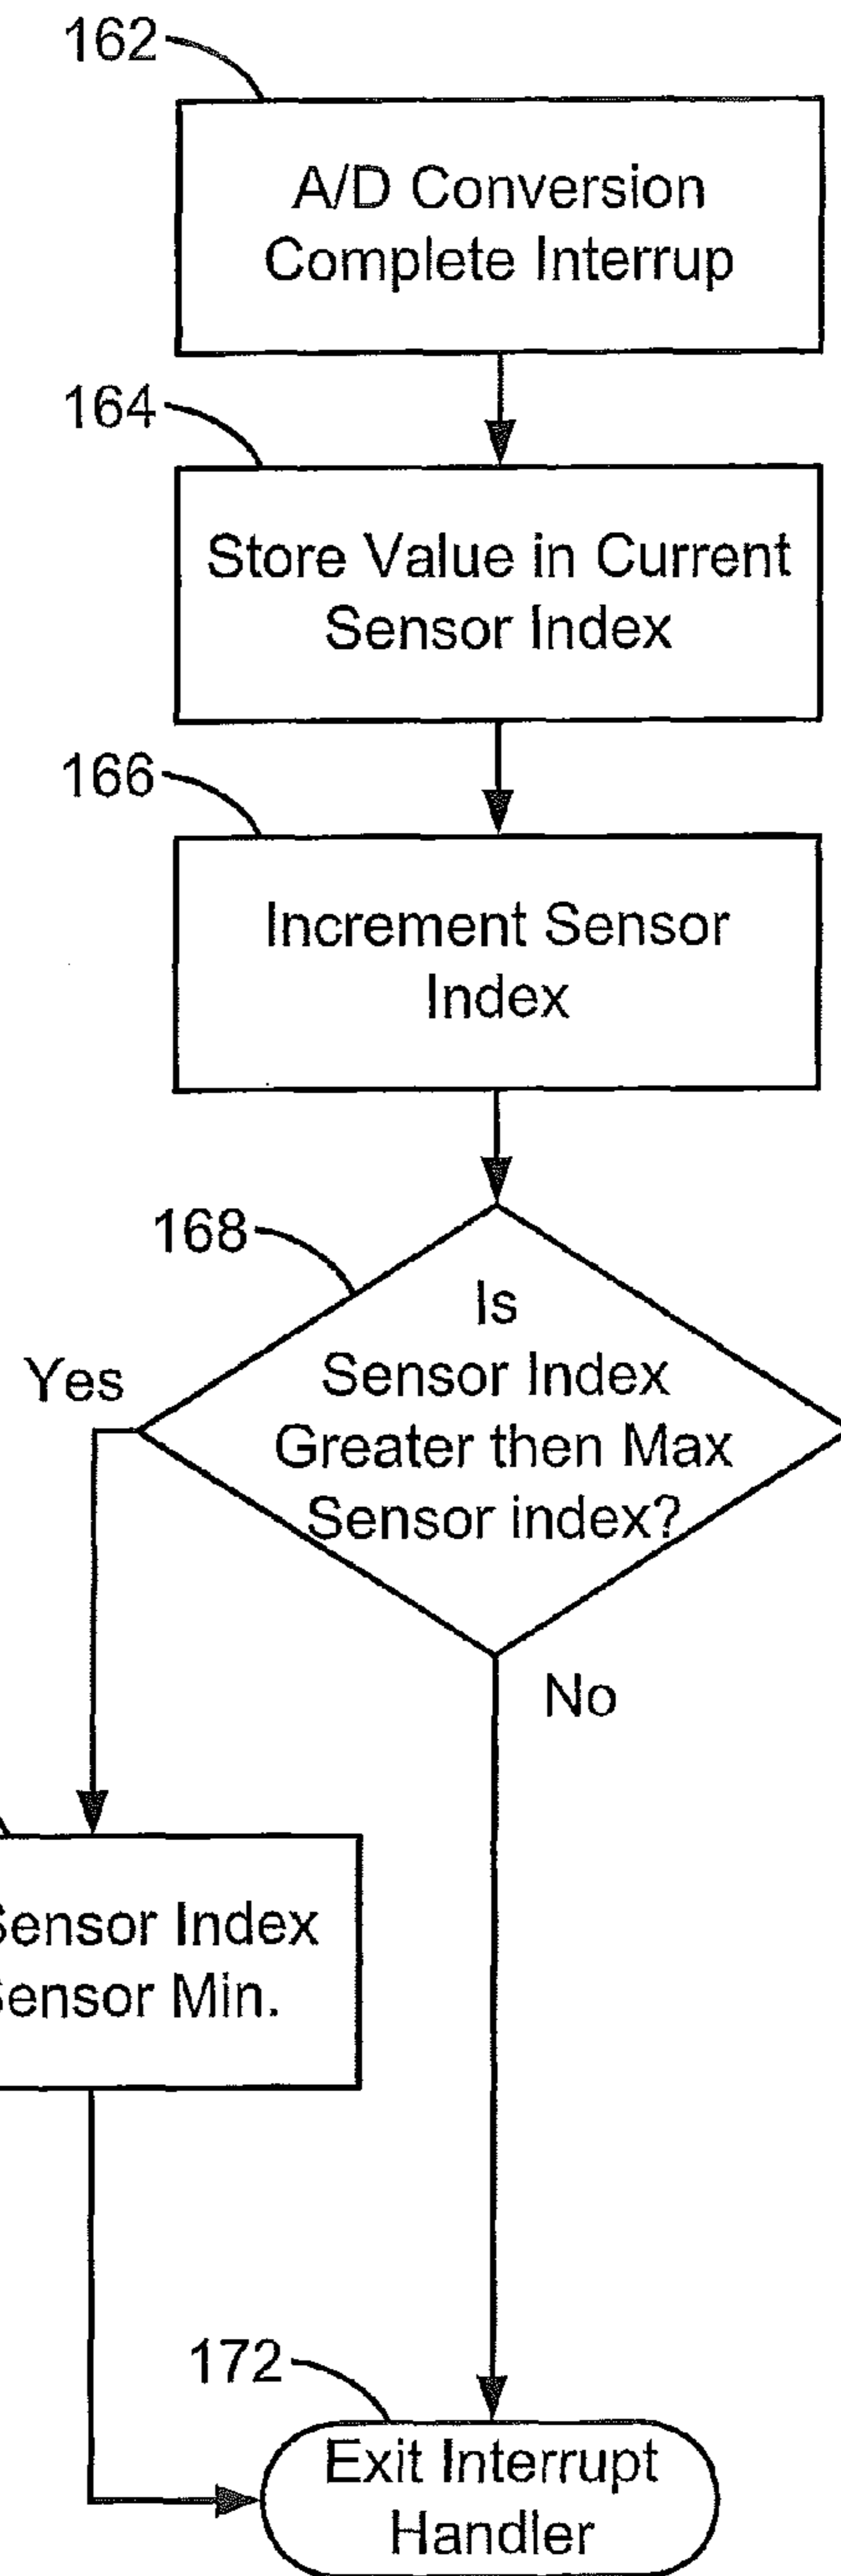 162
A/D Conversion
Complete Interrup
164
Store Value in Current
Sensor Index
166
Increment Sensor
Index
168
Is
Sensor Index
Greater then Max
Sensor index?
Yes
No
Sensor Index
Sensor Min.
172
Exit Interrupt
Handler